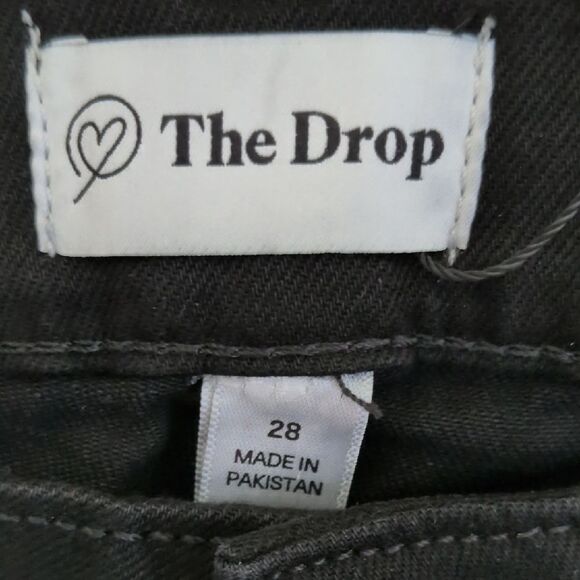 The Drop
28
MADE IN
PAKISTAN